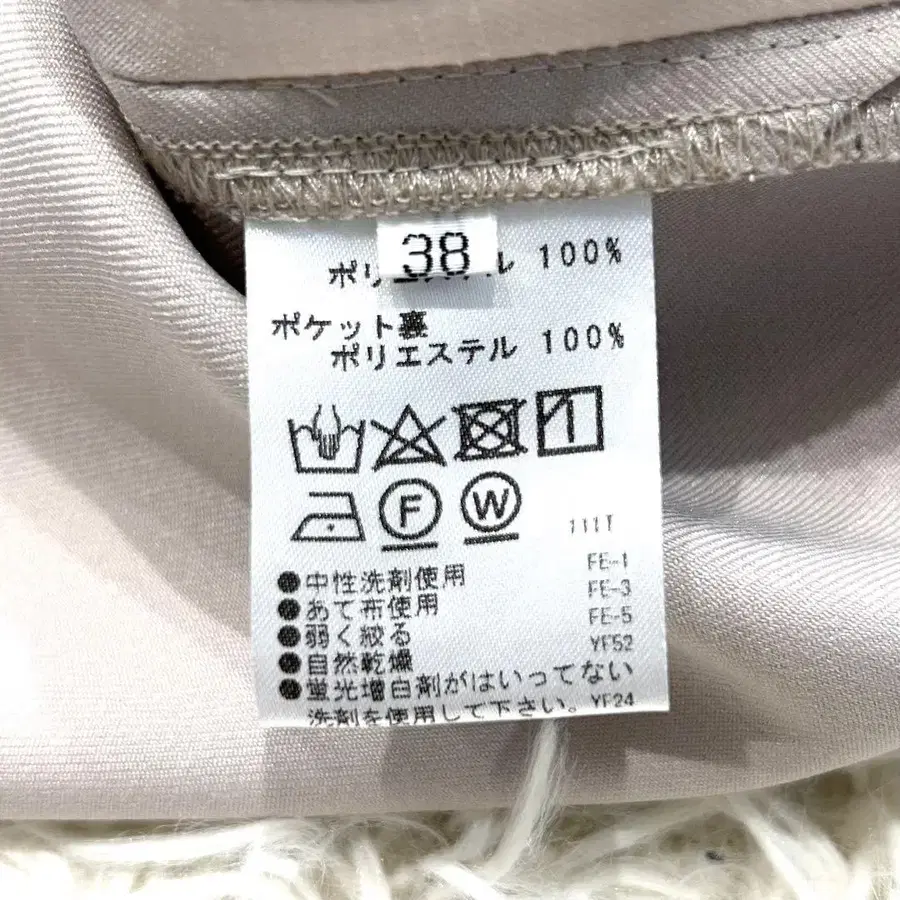 38
100%
ポケット裏
ポリエステル 100%
F W 111T
●中性洗剤使用 FE-1
●あて布使用 FE-3
●弱く絞る FE-5
●自然乾燥 YF52
●蛍光増白剤がはいってない
洗剤を使用して下さい。YF24